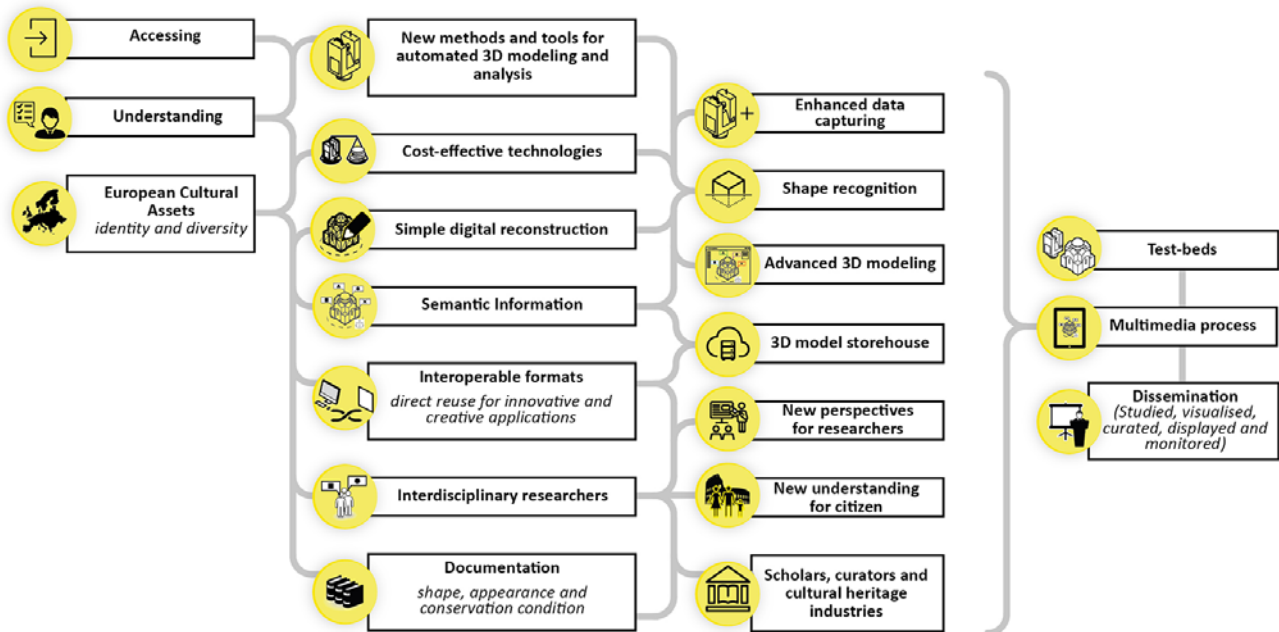 Accessing
Understanding
European Cultural
Assets
identity and diversity
New methods and tools for
automated 3D modeling and
analysis
Cost-effective technologies
Simple digital reconstruction
Semantic Information
Interoperable formats
direct reuse for innovative and
creative applications
Interdisciplinary researchers
Documentation
shape, appearance and
conservation condition
Enhanced data
capturing
Shape recognition
Advanced 3D modeling
3D model storehouse
New perspectives
for researchers
New understanding
for citizen
Scholars, curators and
cultural heritage
industries
Test-beds
Multimedia process
Dissemination
(Studied, visualised,
curated, displayed and
monitored)